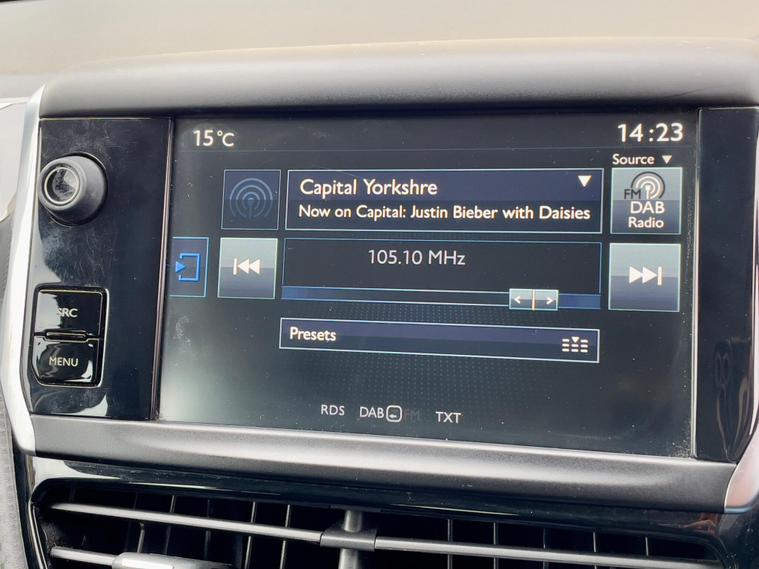 15°C
14:23
Source ▼
Capital Yorkshre
Now on Capital: Justin Bieber with Daisies
FM
DAB
Radio
105.10 MHz
SRC
Presets
MENU
RDS DAB FM TXT